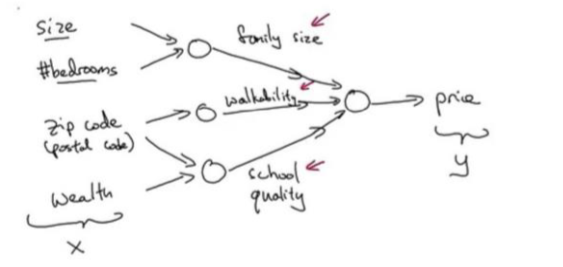 size
#bedrooms
zip code
(postal code)
wealth
x
family size
walkability
school
quality
price
y